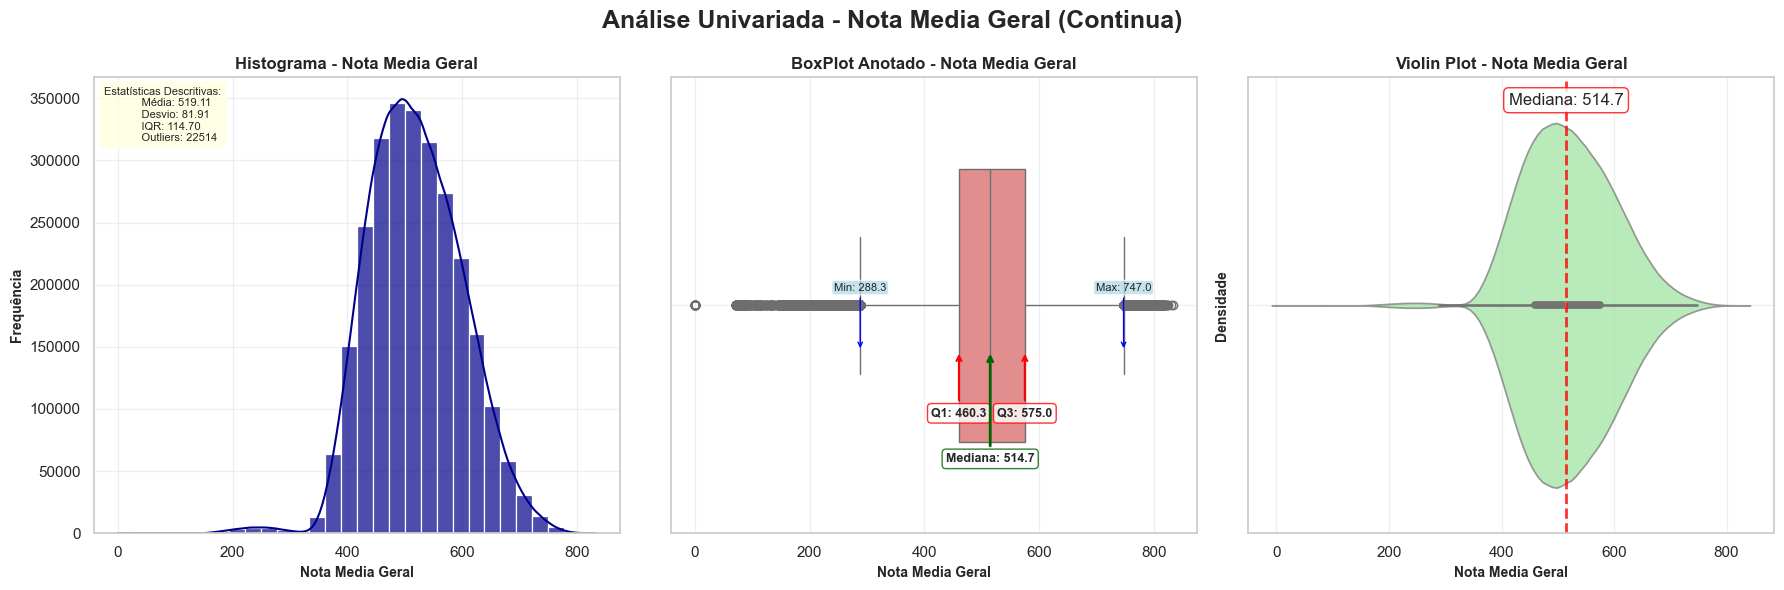 Análise Univariada - Nota Media Geral (Continua)
Histograma - Nota Media Geral
Estatísticas Descritivas:
Média: 519.11
Desvio: 81.91
IQR: 114.70
Outliers: 22514
350000
300000
250000
200000
150000
100000
50000
0
Frequência
0 200 400 600 800
Nota Media Geral
BoxPlot Anotado - Nota Media Geral
Min: 288.3
Max: 747.0
Q1: 460.3
Q3: 575.0
Mediana: 514.7
0 200 400 600 800
Nota Media Geral
Violin Plot - Nota Media Geral
Mediana: 514.7
Densidade
0 200 400 600 800
Nota Media Geral